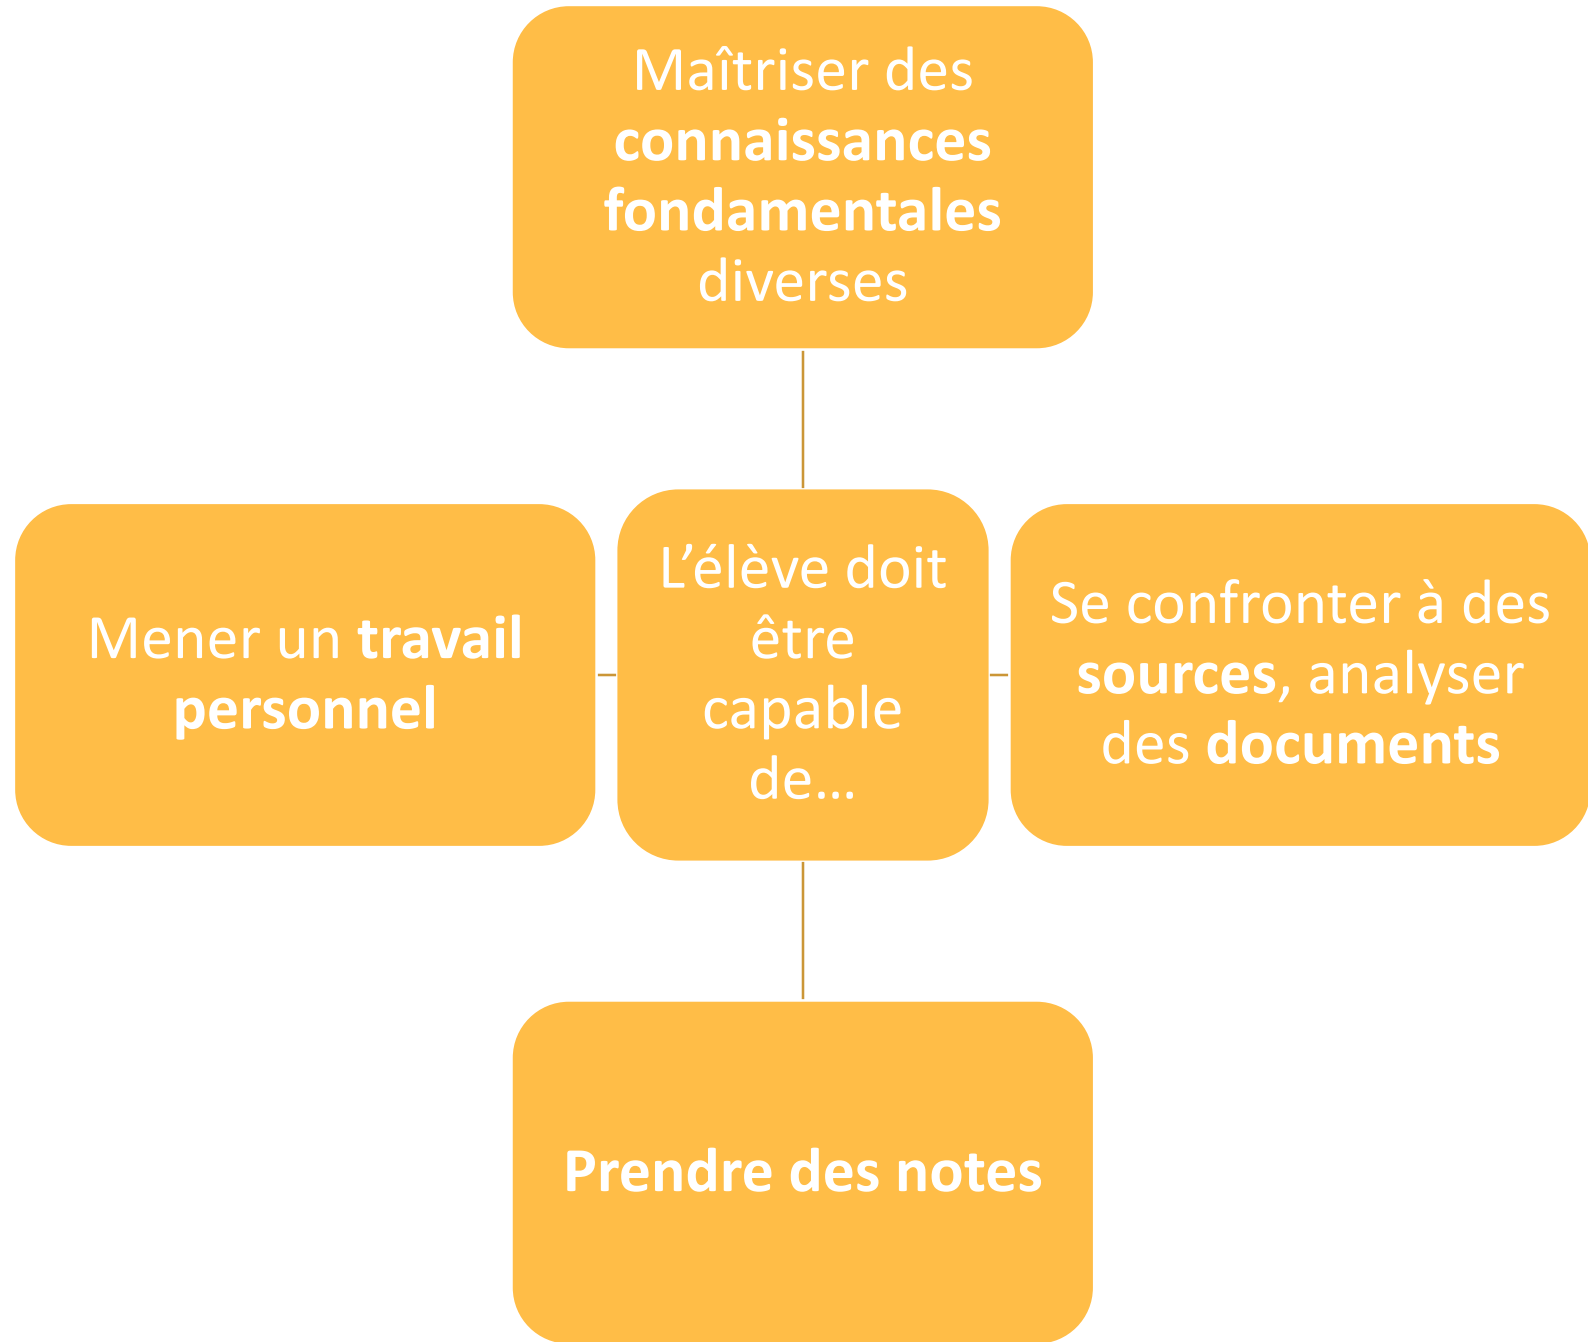 Maîtriser des
connaissances
fondamentales
diverses
Mener un travail
personnel
L’élève doit
être
capable
de…
Se confronter à des
sources, analyser
des documents
Prendre des notes